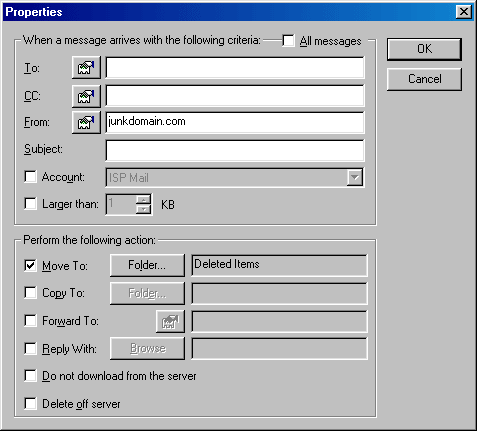 Properties
When a message arrives with the following criteria: All messages
OK
To:
Cancel
CC:
From: junkdomain.com
Subject:
Account: ISP Mail
Larger than: 1 KB
Perform the following action:
Move To: Folder... Deleted Items
Copy To: Folder...
Forward To:
Reply With: Browse
Do not download from the server
Delete off server